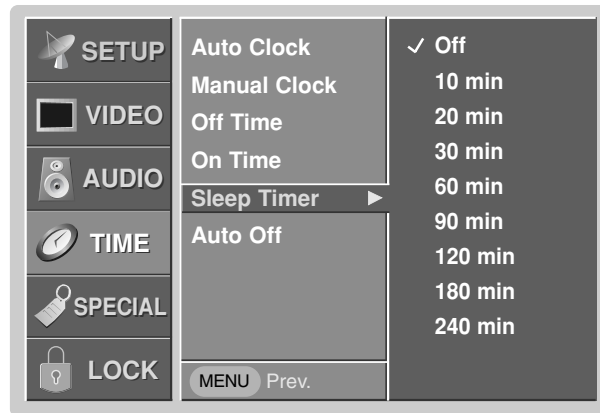 SETUP
VIDEO
AUDIO
TIME
SPECIAL
LOCK
Auto Clock
Manual Clock
Off Time
On Time
Sleep Timer
Auto Off
MENU Prev.
Off
10 min
20 min
30 min
60 min
90 min
120 min
180 min
240 min